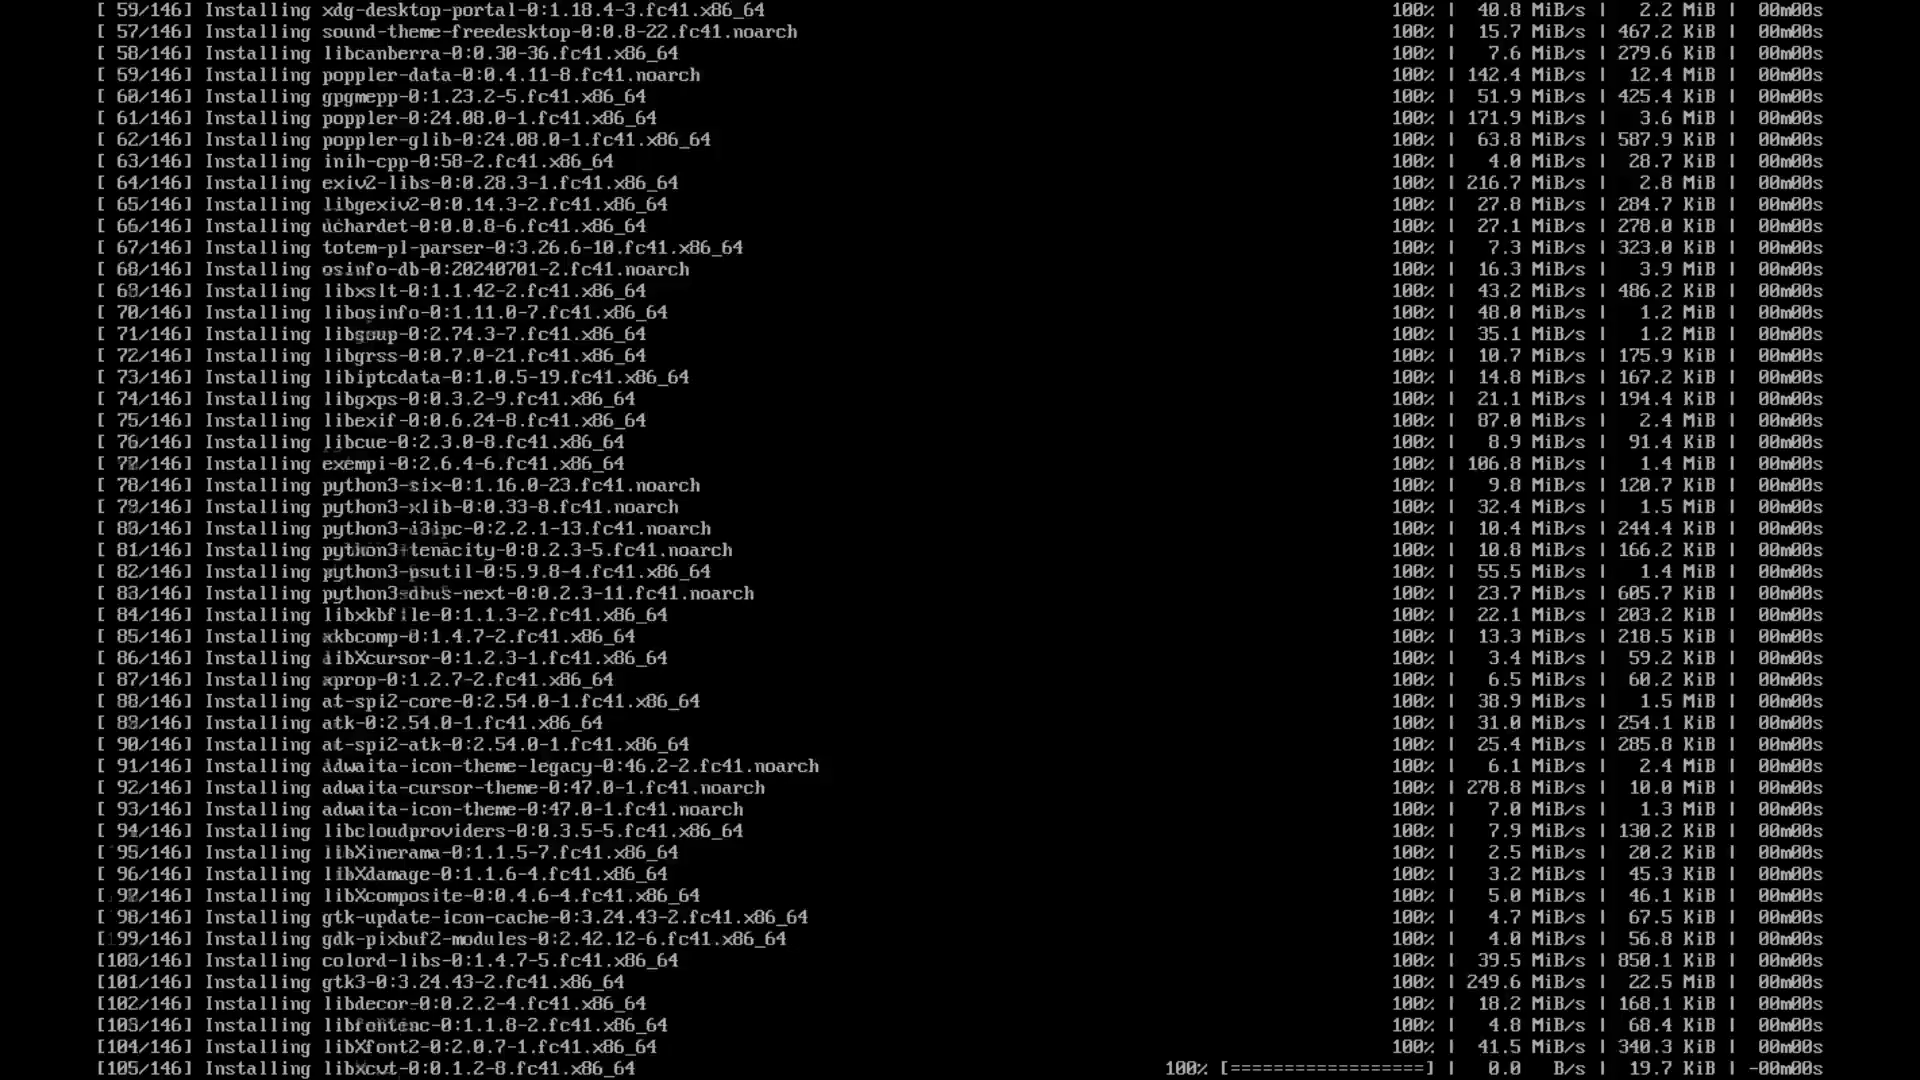 [ 59/146] Installing xdg-desktop-portal-0:1.18.4-3.fc41.x86_64 100% | 40.8 MiB/s | 2.2 MiB | 00m00s
[ 57/146] Installing sound-theme-freedesktop-0:0.8-22.fc41.noarch 100% | 15.7 MiB/s | 467.2 KiB | 00m00s
[ 58/146] Installing libcanberra-0:0.30-36.fc41.x86_64 100% | 7.6 MiB/s | 279.6 KiB | 00m00s
[ 59/146] Installing poppler-data-0:0.4.11-8.fc41.noarch 100% | 142.4 MiB/s | 12.4 MiB | 00m00s
[ 60/146] Installing gpgmepp-0:1.23.2-5.fc41.x86_64 100% | 51.9 MiB/s | 425.4 KiB | 00m00s
[ 61/146] Installing poppler-0:24.08.0-1.fc41.x86_64 100% | 171.9 MiB/s | 3.6 MiB | 00m00s
[ 62/146] Installing poppler-glib-0:24.08.0-1.fc41.x86_64 100% | 63.8 MiB/s | 587.9 KiB | 00m00s
[ 63/146] Installing inih-cpp-0:58-2.fc41.x86_64 100% | 4.0 MiB/s | 28.7 KiB | 00m00s
[ 64/146] Installing exiv2-libs-0:0.28.3-1.fc41.x86_64 100% | 216.7 MiB/s | 2.8 MiB | 00m00s
[ 65/146] Installing libgexiv2-0:0.14.3-2.fc41.x86_64 100% | 27.8 MiB/s | 284.7 KiB | 00m00s
[ 66/146] Installing uchardet-0:0.0.8-6.fc41.x86_64 100% | 27.1 MiB/s | 278.0 KiB | 00m00s
[ 67/146] Installing totem-pl-parser-0:3.26.6-10.fc41.x86_64 100% | 7.3 MiB/s | 323.0 KiB | 00m00s
[ 68/146] Installing osinfo-db-0:20240701-2.fc41.noarch 100% | 16.3 MiB/s | 3.9 MiB | 00m00s
[ 69/146] Installing libxslt-0:1.1.42-2.fc41.x86_64 100% | 43.2 MiB/s | 486.2 KiB | 00m00s
[ 70/146] Installing libosinfo-0:1.11.0-7.fc41.x86_64 100% | 48.0 MiB/s | 1.2 MiB | 00m00s
[ 71/146] Installing libgsup-0:2.74.3-7.fc41.x86_64 100% | 35.1 MiB/s | 1.2 MiB | 00m00s
[ 72/146] Installing libgrss-0:0.7.0-21.fc41.x86_64 100% | 10.7 MiB/s | 175.9 KiB | 00m00s
[ 73/146] Installing libiptcdata-0:1.0.5-19.fc41.x86_64 100% | 14.8 MiB/s | 167.2 KiB | 00m00s
[ 74/146] Installing libgxps-0:0.3.2-9.fc41.x86_64 100% | 21.1 MiB/s | 194.4 KiB | 00m00s
[ 75/146] Installing libexif-0:0.6.24-8.fc41.x86_64 100% | 87.0 MiB/s | 2.4 MiB | 00m00s
[ 76/146] Installing libcue-0:2.3.0-8.fc41.x86_64 100% | 8.9 MiB/s | 91.4 KiB | 00m00s
[ 77/146] Installing exempi-0:2.6.4-6.fc41.x86_64 100% | 106.8 MiB/s | 1.4 MiB | 00m00s
[ 78/146] Installing python3-six-0:1.16.0-23.fc41.noarch 100% | 9.8 MiB/s | 120.7 KiB | 00m00s
[ 79/146] Installing python3-xlib-0:0.33-8.fc41.noarch 100% | 32.4 MiB/s | 1.5 MiB | 00m00s
[ 80/146] Installing python3-i3ipc-0:2.2.1-13.fc41.noarch 100% | 10.4 MiB/s | 244.4 KiB | 00m00s
[ 81/146] Installing python3-tenacity-0:8.2.3-5.fc41.noarch 100% | 10.8 MiB/s | 166.2 KiB | 00m00s
[ 82/146] Installing python3-psutil-0:5.9.8-4.fc41.x86_64 100% | 55.5 MiB/s | 1.4 MiB | 00m00s
[ 83/146] Installing python3-dbus-next-0:0.2.3-11.fc41.noarch 100% | 23.7 MiB/s | 605.7 KiB | 00m00s
[ 84/146] Installing libxkbfile-0:1.1.3-2.fc41.x86_64 100% | 22.1 MiB/s | 203.2 KiB | 00m00s
[ 85/146] Installing xkbcomp-0:1.4.7-2.fc41.x86_64 100% | 13.3 MiB/s | 218.5 KiB | 00m00s
[ 86/146] Installing libXcursor-0:1.2.3-1.fc41.x86_64 100% | 3.4 MiB/s | 59.2 KiB | 00m00s
[ 87/146] Installing xprop-0:1.2.7-2.fc41.x86_64 100% | 6.5 MiB/s | 60.2 KiB | 00m00s
[ 88/146] Installing at-spi2-core-0:2.54.0-1.fc41.x86_64 100% | 38.9 MiB/s | 1.5 MiB | 00m00s
[ 89/146] Installing atk-0:2.54.0-1.fc41.x86_64 100% | 31.0 MiB/s | 254.1 KiB | 00m00s
[ 90/146] Installing at-spi2-atk-0:2.54.0-1.fc41.x86_64 100% | 25.4 MiB/s | 285.8 KiB | 00m00s
[ 91/146] Installing adwaita-icon-theme-legacy-0:46.2-2.fc41.noarch 100% | 6.1 MiB/s | 2.4 MiB | 00m00s
[ 92/146] Installing adwaita-cursor-theme-0:47.0-1.fc41.noarch 100% | 278.8 MiB/s | 10.0 MiB | 00m00s
[ 93/146] Installing adwaita-icon-theme-0:47.0-1.fc41.noarch 100% | 7.0 MiB/s | 1.3 MiB | 00m00s
[ 94/146] Installing libcloudproviders-0:0.3.5-5.fc41.x86_64 100% | 7.9 MiB/s | 130.2 KiB | 00m00s
[ 95/146] Installing libXinerama-0:1.1.5-7.fc41.x86_64 100% | 2.5 MiB/s | 20.2 KiB | 00m00s
[ 96/146] Installing libXdamage-0:1.1.6-4.fc41.x86_64 100% | 3.2 MiB/s | 45.3 KiB | 00m00s
[ 97/146] Installing libXcomposite-0:0.4.6-4.fc41.x86_64 100% | 5.0 MiB/s | 46.1 KiB | 00m00s
[ 98/146] Installing gtk-update-icon-cache-0:3.24.43-2.fc41.x86_64 100% | 4.7 MiB/s | 67.5 KiB | 00m00s
[ 99/146] Installing gdk-pixbuf2-modules-0:2.42.12-6.fc41.x86_64 100% | 4.0 MiB/s | 56.8 KiB | 00m00s
[100/146] Installing colord-libs-0:1.4.7-5.fc41.x86_64 100% | 39.5 MiB/s | 850.1 KiB | 00m00s
[101/146] Installing gtk3-0:3.24.43-2.fc41.x86_64 100% | 249.6 MiB/s | 22.5 MiB | 00m00s
[102/146] Installing libdecor-0:0.2.2-4.fc41.x86_64 100% | 18.2 MiB/s | 168.1 KiB | 00m00s
[103/146] Installing libfontenc-0:1.1.8-2.fc41.x86_64 100% | 4.8 MiB/s | 68.4 KiB | 00m00s
[104/146] Installing libXfont2-0:2.0.7-1.fc41.x86_64 100% | 41.5 MiB/s | 340.3 KiB | 00m00s
[105/146] Installing libxcvt-0:0.1.2-8.fc41.x86_64 100% [==================] | 0.0 B/s | 19.7 KiB | -00m00s